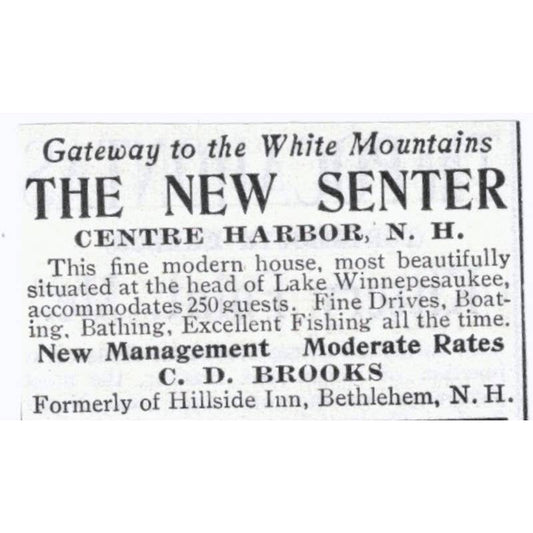 Gateway to the White Mountains
THE NEW SENTER
CENTRE HARBOR, N. H.
This fine modern house, most beautifully
situated at the head of Lake Winnepesaukee,
accommodates 250 guests. Fine Drives, Boat-
ing, Bathing, Excellent Fishing all the time.
New Management Moderate Rates
C. D. BROOKS
Formerly of Hillside Inn, Bethlehem, N. H.